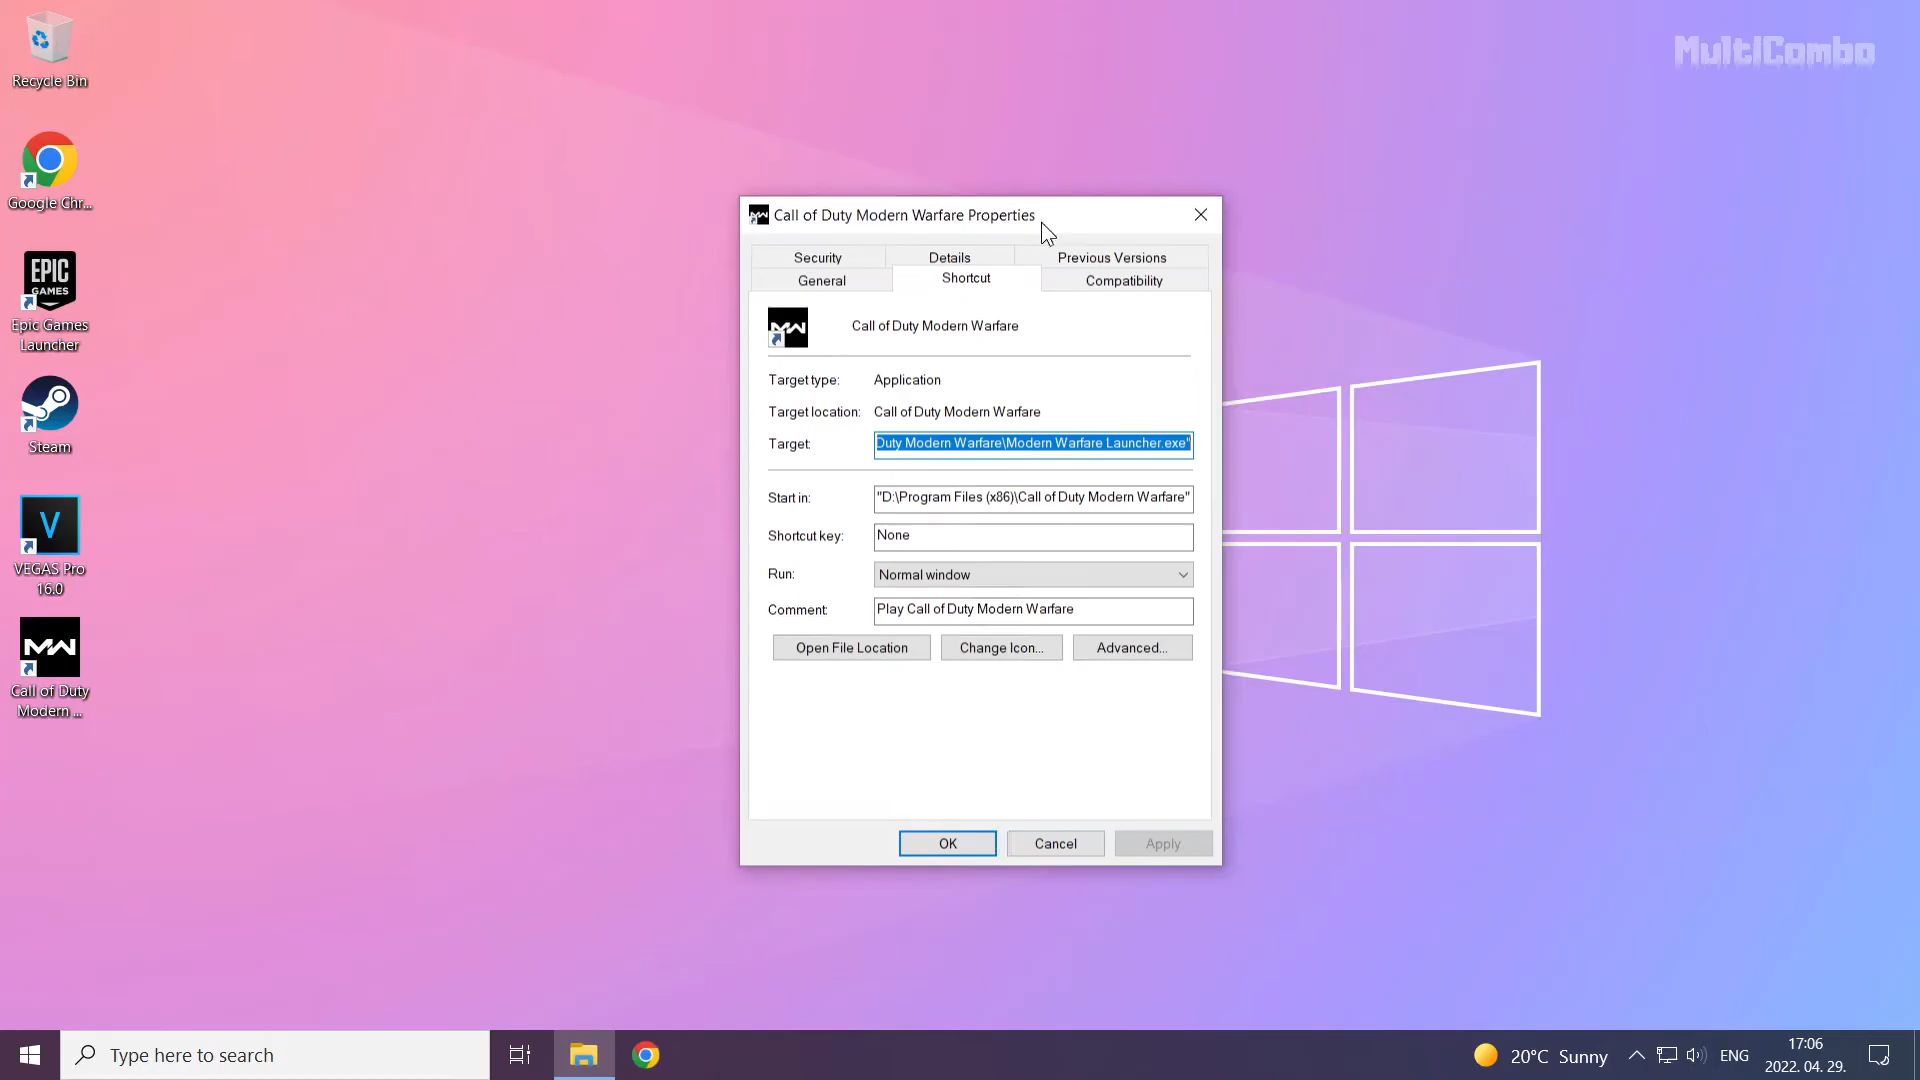 Recycle Bin
MultiCombo
Google Chr...
EPIC
GAMES
Epic Games
Launcher
Steam
V
VEGAS Pro
16.0
MW
Call of Duty
Modern ...
Call of Duty Modern Warfare Properties
Security Details Previous Versions
General Shortcut Compatibility
MW Call of Duty Modern Warfare
Target type: Application
Target location: Call of Duty Modern Warfare
Target: Duty Modern Warfare\Modern Warfare Launcher.exe"
Start in: "D:\Program Files (x86)\Call of Duty Modern Warfare"
Shortcut key: None
Run: Normal window
Comment: Play Call of Duty Modern Warfare
Open File Location Change Icon... Advanced...
OK Cancel Apply
Type here to search
20°C Sunny
ENG
17:06
2022. 04. 29.